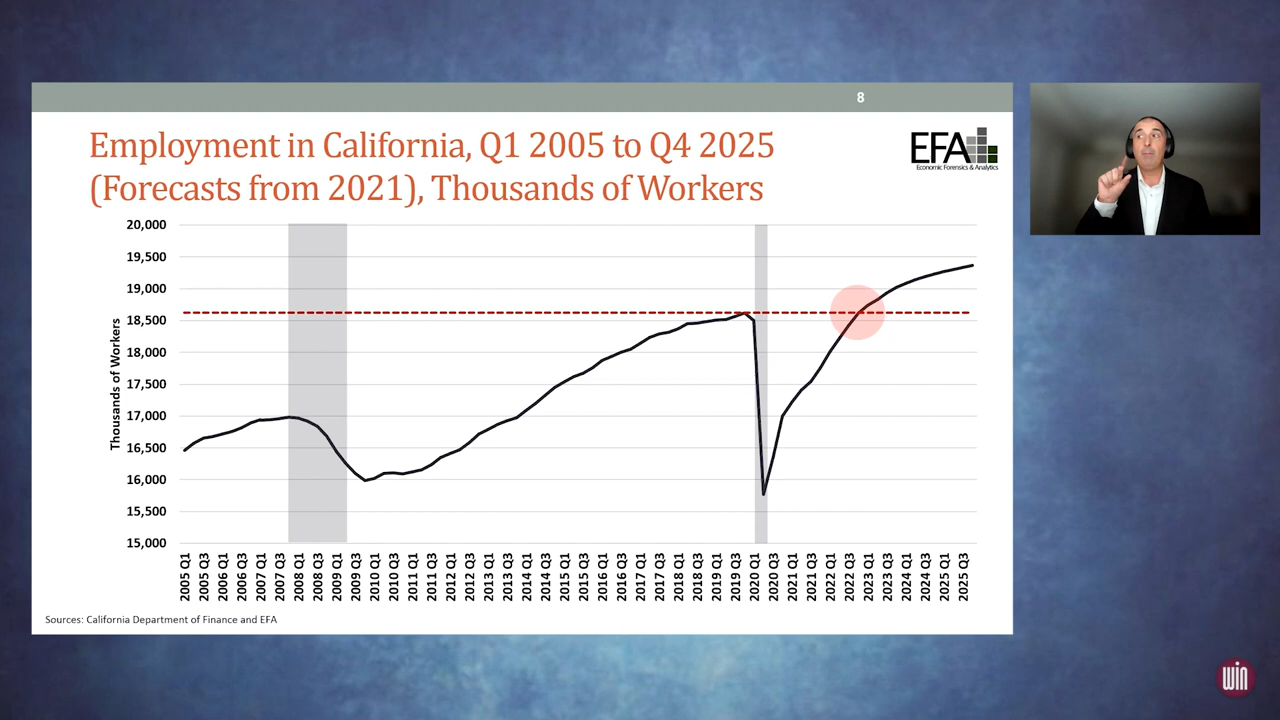 8
Employment in California, Q1 2005 to Q4 2025
(Forecasts from 2021), Thousands of Workers
EFA
Economic Forensics & Analytics
20,000
19,500
19,000
18,500
18,000
17,500
17,000
16,500
16,000
15,500
15,000
Thousands of Workers
2005 Q1
2005 Q3
2006 Q1
2006 Q3
2007 Q1
2007 Q3
2008 Q1
2008 Q3
2009 Q1
2009 Q3
2010 Q1
2010 Q3
2011 Q1
2011 Q3
2012 Q1
2012 Q3
2013 Q1
2013 Q3
2014 Q1
2014 Q3
2015 Q1
2015 Q3
2016 Q1
2016 Q3
2017 Q1
2017 Q3
2018 Q1
2018 Q3
2019 Q1
2019 Q3
2020 Q1
2020 Q3
2021 Q1
2021 Q3
2022 Q1
2022 Q3
2023 Q1
2023 Q3
2024 Q1
2024 Q3
2025 Q1
2025 Q3
Sources: California Department of Finance and EFA
win